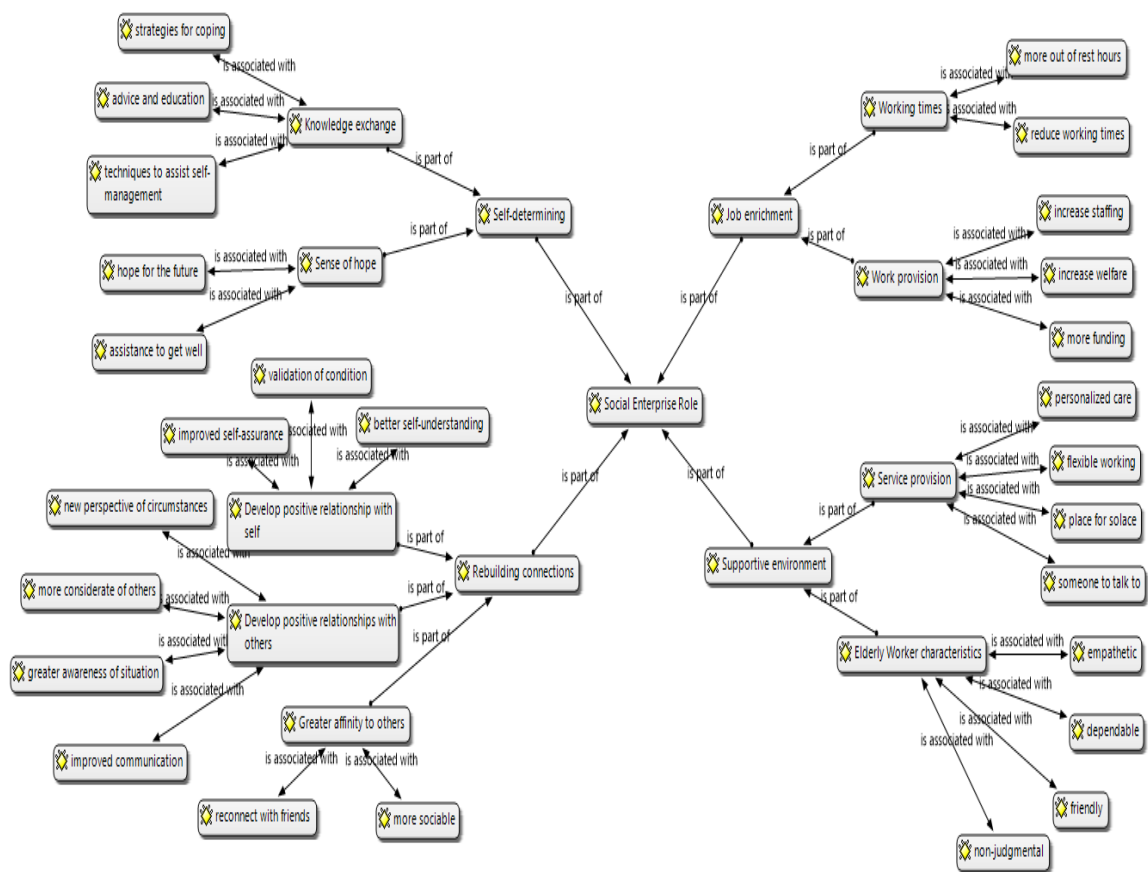 strategies for coping
is associated with
advice and education
is associated with
Knowledge exchange
is associated with
techniques to assist self-
management
is part of
Self-determining
is part of
Sense of hope
is associated with
hope for the future
is associated with
assistance to get well
is part of
more out of rest hours
is associated with
Working times
is associated with
reduce working times
is part of
Job enrichment
is part of
increase staffing
is associated with
Work provision
is associated with
increase welfare
is associated with
more funding
is part of
Social Enterprise Role
validation of condition
is associated with
improved self-assurance
is associated with
better self-understanding
is associated with
Develop positive relationship with
self
is part of
new perspective of circumstances
is associated with
more considerate of others
is associated with
Develop positive relationships with
others
is part of
greater awareness of situation
is associated with
is associated with
improved communication
Rebuilding connections
is part of
is part of
Greater affinity to others
is associated with
is associated with
reconnect with friends
more sociable
personalized care
is associated with
Service provision
is associated with
flexible working
is associated with
place for solace
is associated with
someone to talk to
is part of
Supportive environment
is part of
is part of
Elderly Worker characteristics
is associated with
empathetic
is associated with
dependable
is associated with
friendly
is associated with
non-judgmental